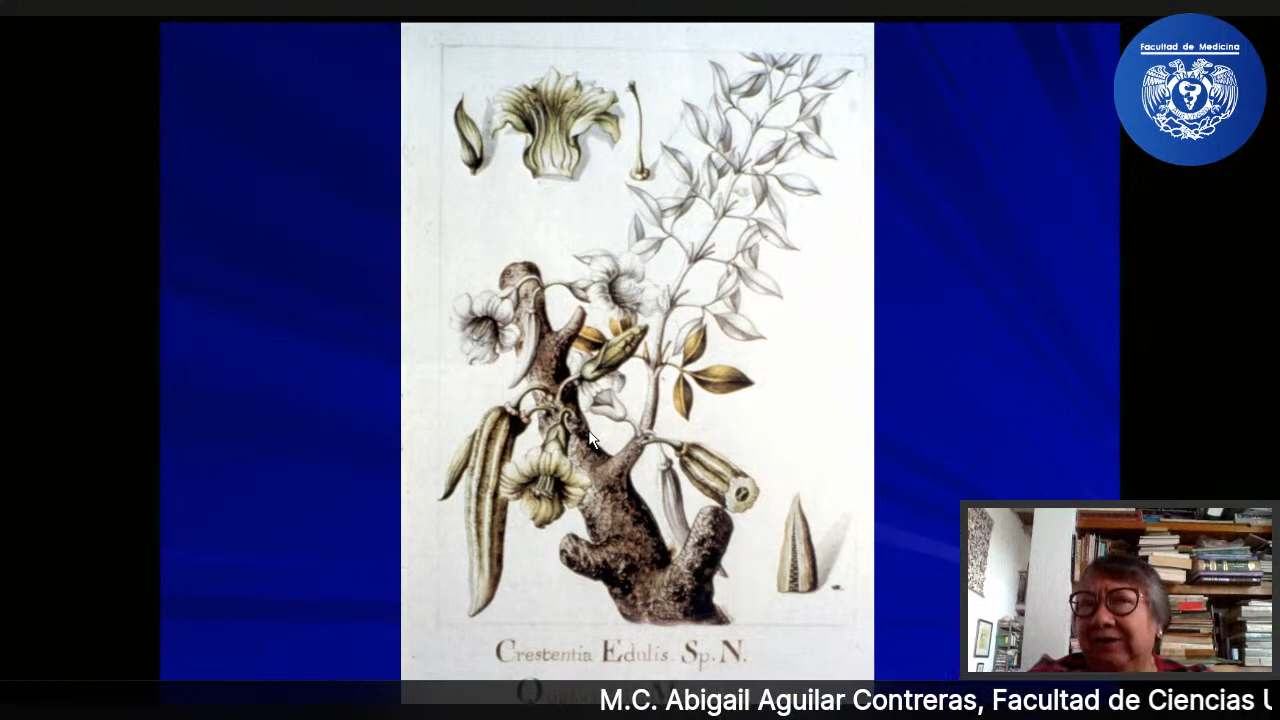 Facultad de Medicina
Crestentia Edulis. Sp. N.
M.C. Abigail Aguilar Contreras, Facultad de Ciencias U